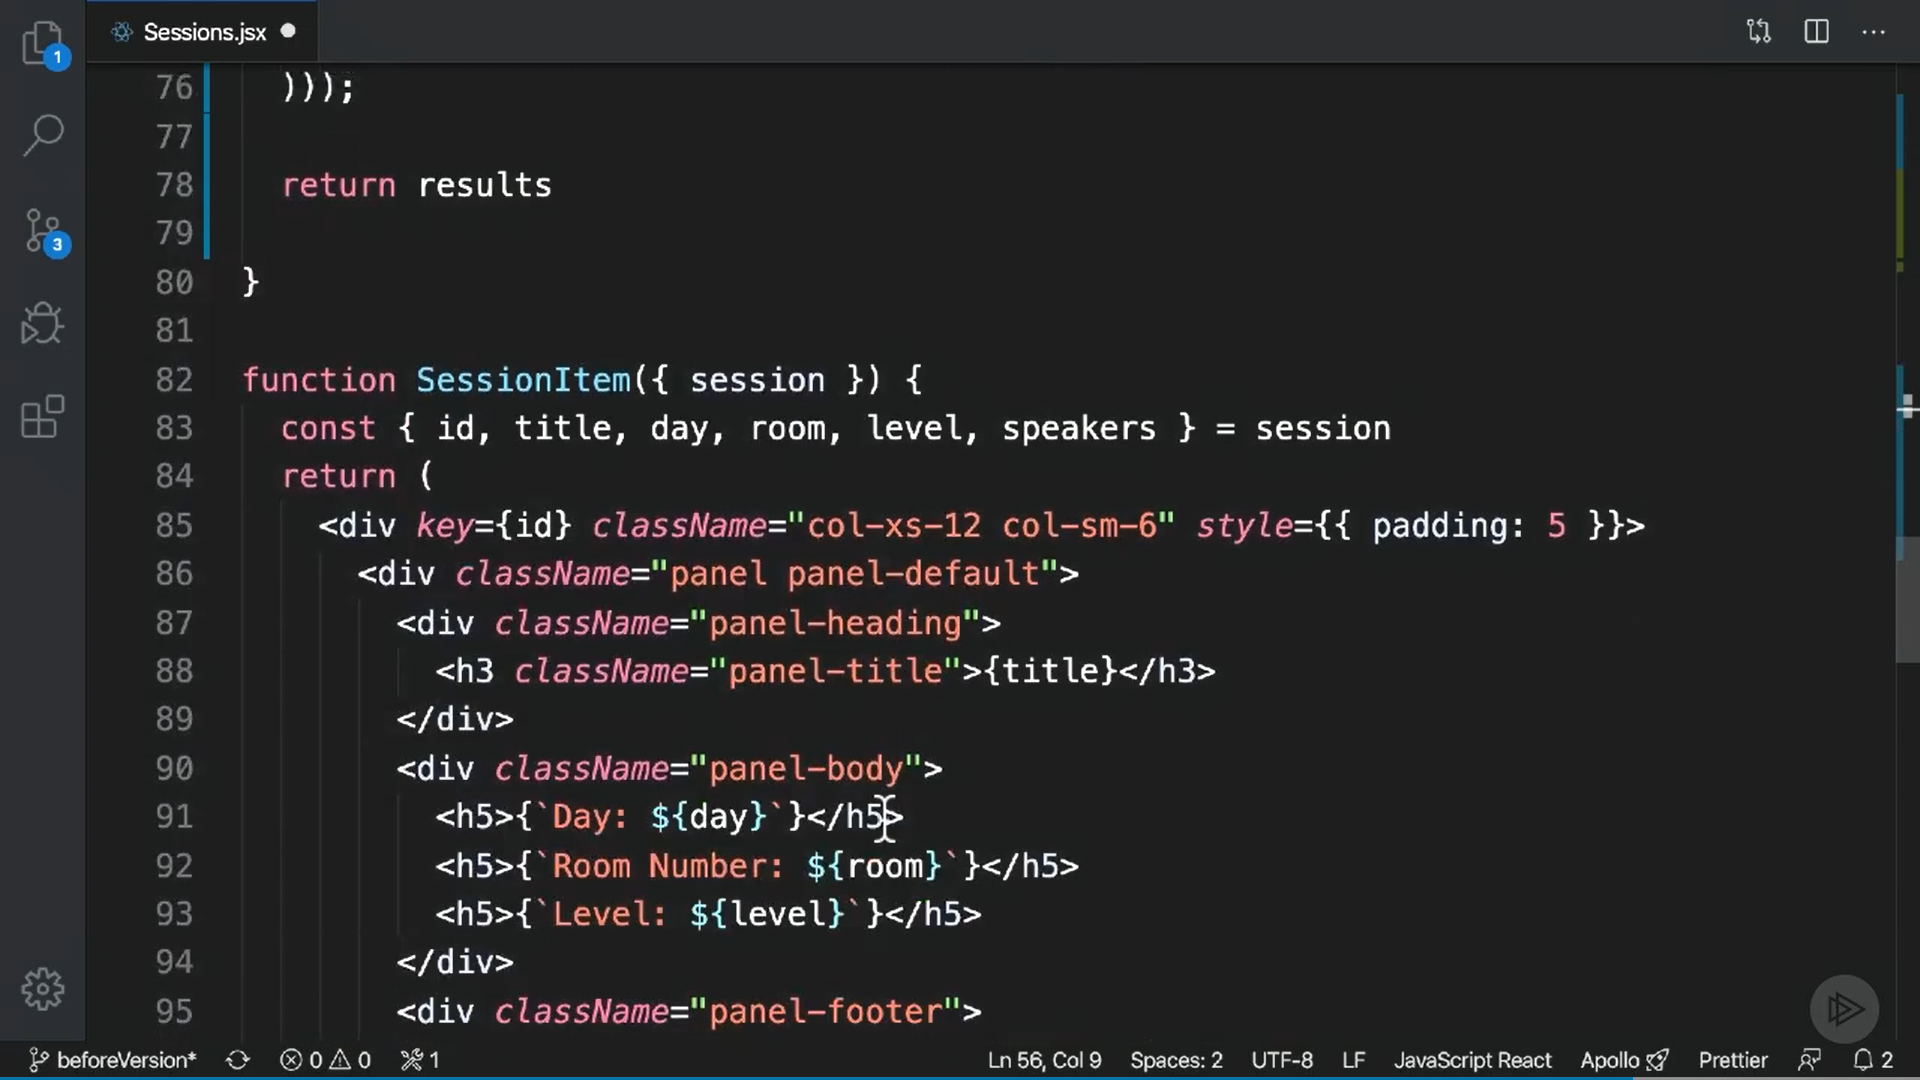 1
Sessions.jsx
76 )));
77
78 return results
79
80 }
81
82 function SessionItem({ session }) {
83 const { id, title, day, room, level, speakers } = session
84 return (
85 <div key={id} className="col-xs-12 col-sm-6" style={{ padding: 5 }}>
86 <div className="panel panel-default">
87 <div className="panel-heading">
88 <h3 className="panel-title">{title}</h3>
89 </div>
90 <div className="panel-body">
91 <h5>{`Day: ${day}`}</h5>
92 <h5>{`Room Number: ${room}`}</h5>
93 <h5>{`Level: ${level}`}</h5>
94 </div>
95 <div className="panel-footer">
3
beforeVersion* 0 0 1 Ln 56, Col 9 Spaces: 2 UTF-8 LF JavaScript React Apollo Prettier 2